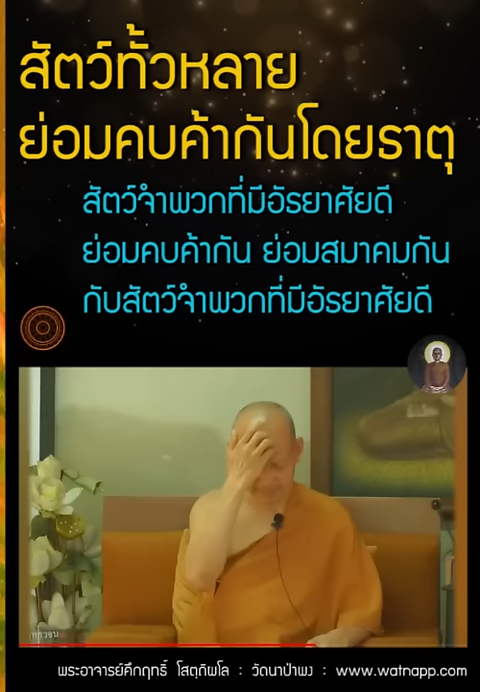 สัตว์ทั้วหลาย
ย่อมคบค้ากันโดยธาตุ
สัตว์จำพวกที่มีอัธยาศัยดี
ย่อมคบค้ากัน ย่อมสมาคมกัน
กับสัตว์จำพวกที่มีอัธยาศัยดี
พระอาจารย์คึกฤทธิ์ โสตฺถิผโล : วัดนาป่าพง : www.watnapp.com